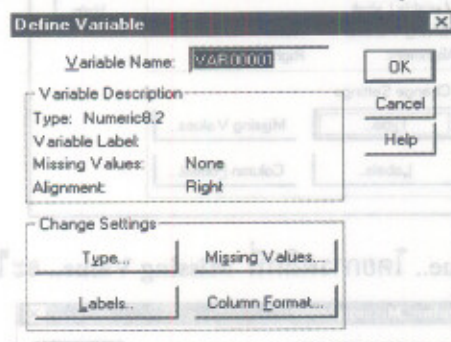 Define Variable
Variable Name: VAR00001
OK
Cancel
Help
Variable Description
Type: Numeric8.2
Variable Label:
Missing Values: None
Alignment: Right
Change Settings
Type...
Missing Values...
Labels..
Column Format...